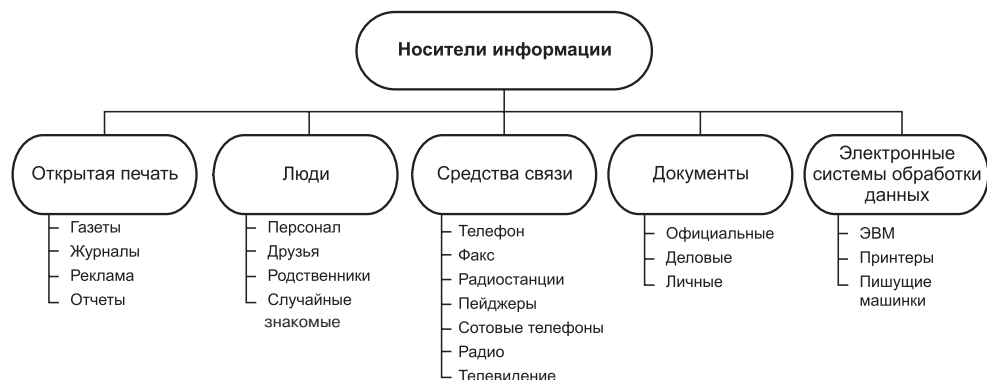 Носители информации
Открытая печать
Газеты
Журналы
Реклама
Отчеты
Люди
Персонал
Друзья
Родственники
Случайные
знакомые
Средства связи
Телефон
Факс
Радиостанции
Пейджеры
Сотовые телефоны
Радио
Телевидение
Документы
Официальные
Деловые
Личные
Электронные
системы обработки
данных
ЭВМ
Принтеры
Пишущие
машинки